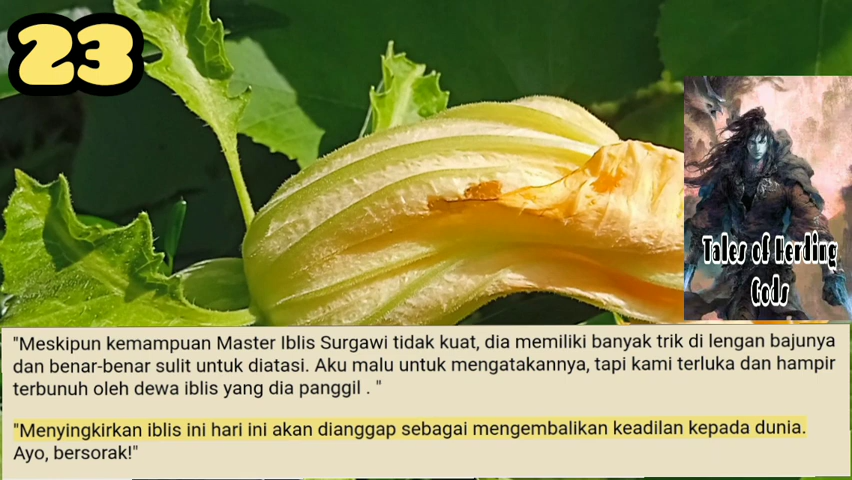 23
Tales of Herding
Gods
"Meskipun kemampuan Master Iblis Surgawi tidak kuat, dia memiliki banyak trik di lengan bajunya
dan benar-benar sulit untuk diatasi. Aku malu untuk mengatakannya, tapi kami terluka dan hampir
terbunuh oleh dewa iblis yang dia panggil . "
"Menyingkirkan iblis ini hari ini akan dianggap sebagai mengembalikan keadilan kepada dunia.
Ayo, bersorak!"